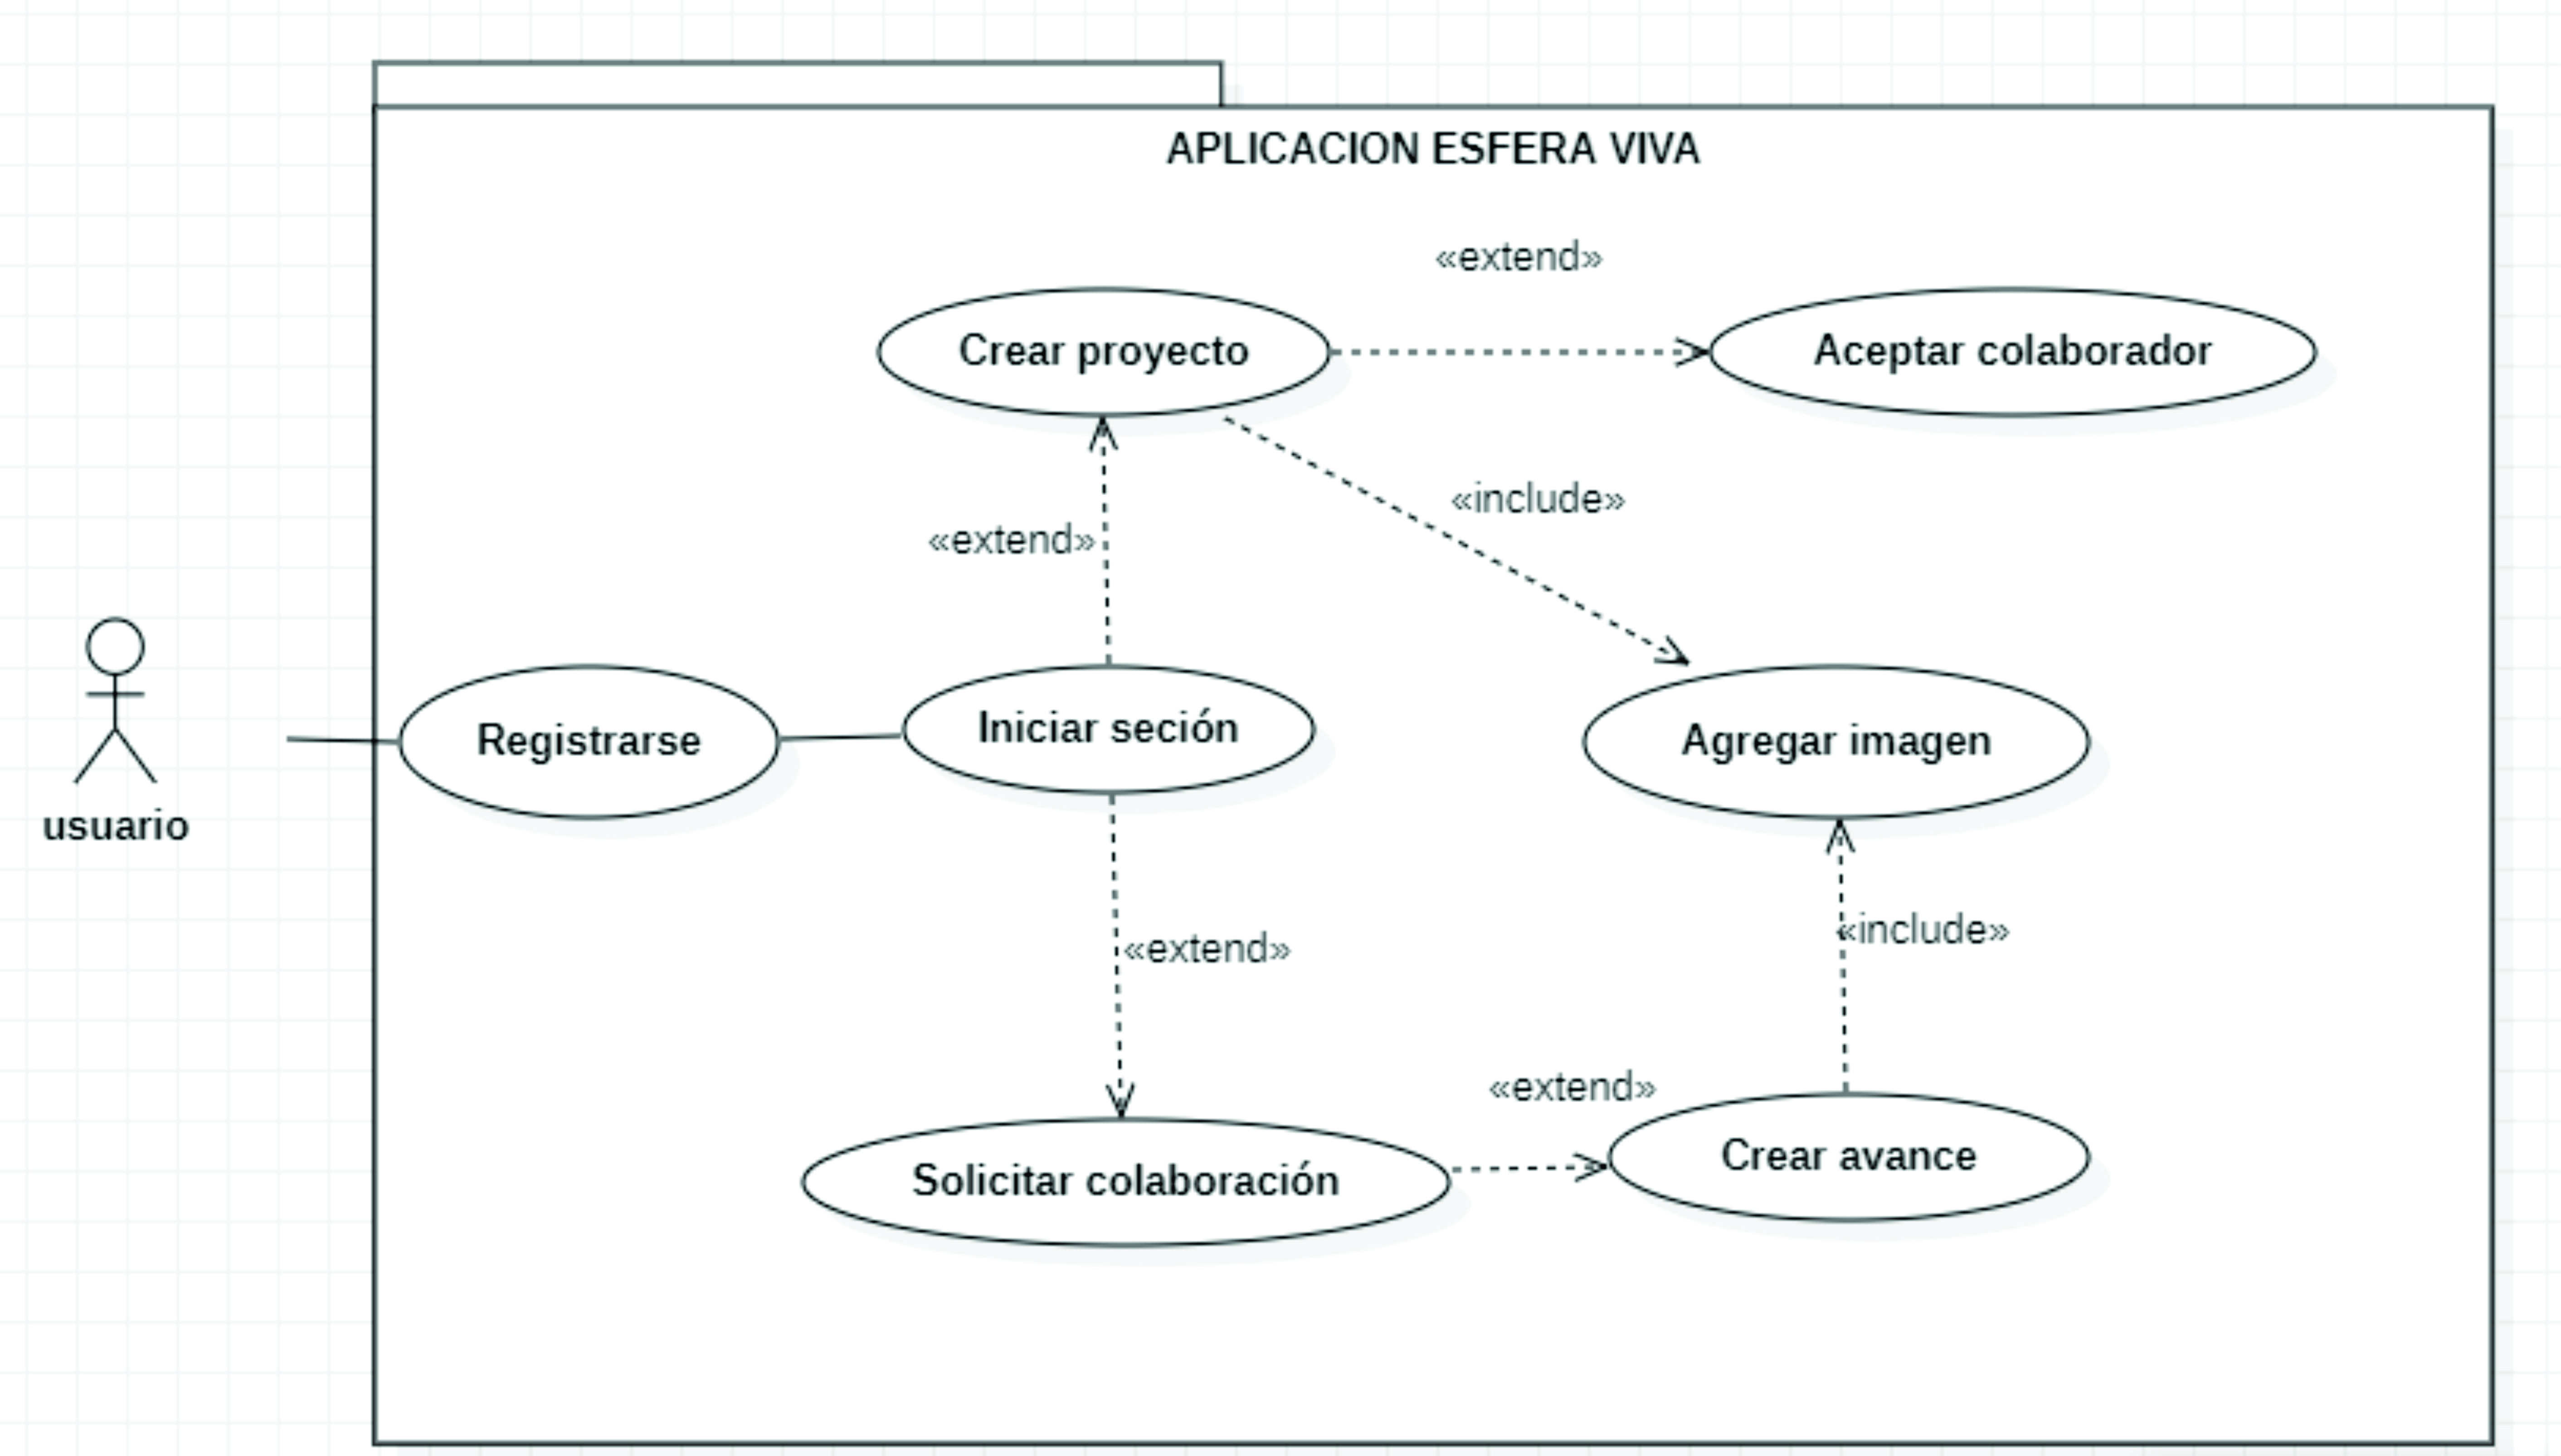 APLICACION ESFERA VIVA
«extend»
Crear proyecto
Aceptar colaborador
«include»
«extend»
Registrarse
Iniciar seción
Agregar imagen
usuario
«include»
«extend»
«extend»
Crear avance
Solicitar colaboración